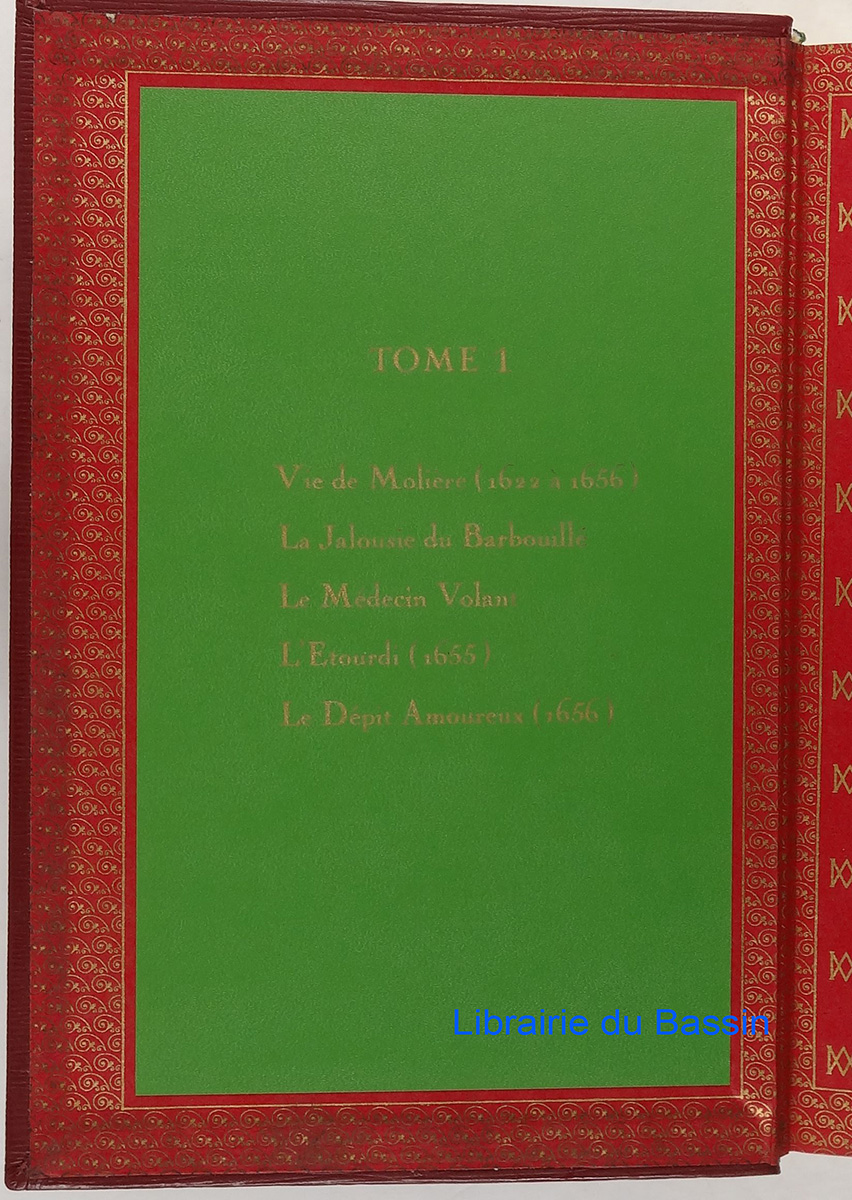 TOME I
Vie de Molière (1622 à 1656)
La Jalousie du Barbouillé
Le Médecin Volant
L'Etourdi (1655)
Le Dépit Amoureux (1656)
Librairie du Bassin